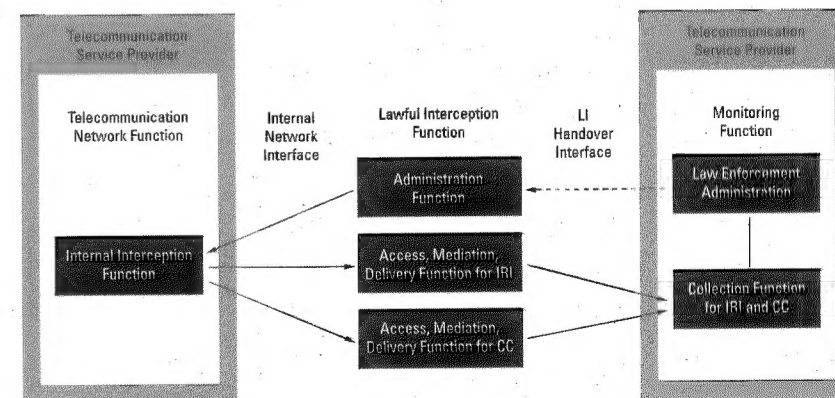 Telecommunication
Service Provider
Telecommunication
Service Provider
Telecommunication
Network Function
Internal
Network
Interface
Lawful Interception
Function
LI
Handover
Interface
Monitoring
Function
Administration
Function
Law Enforcement
Administration
Internal Interception
Function
Access, Mediation,
Delivery Function for IRI
Collection Function
for IRI and CC
Access, Mediation,
Delivery Function for CC